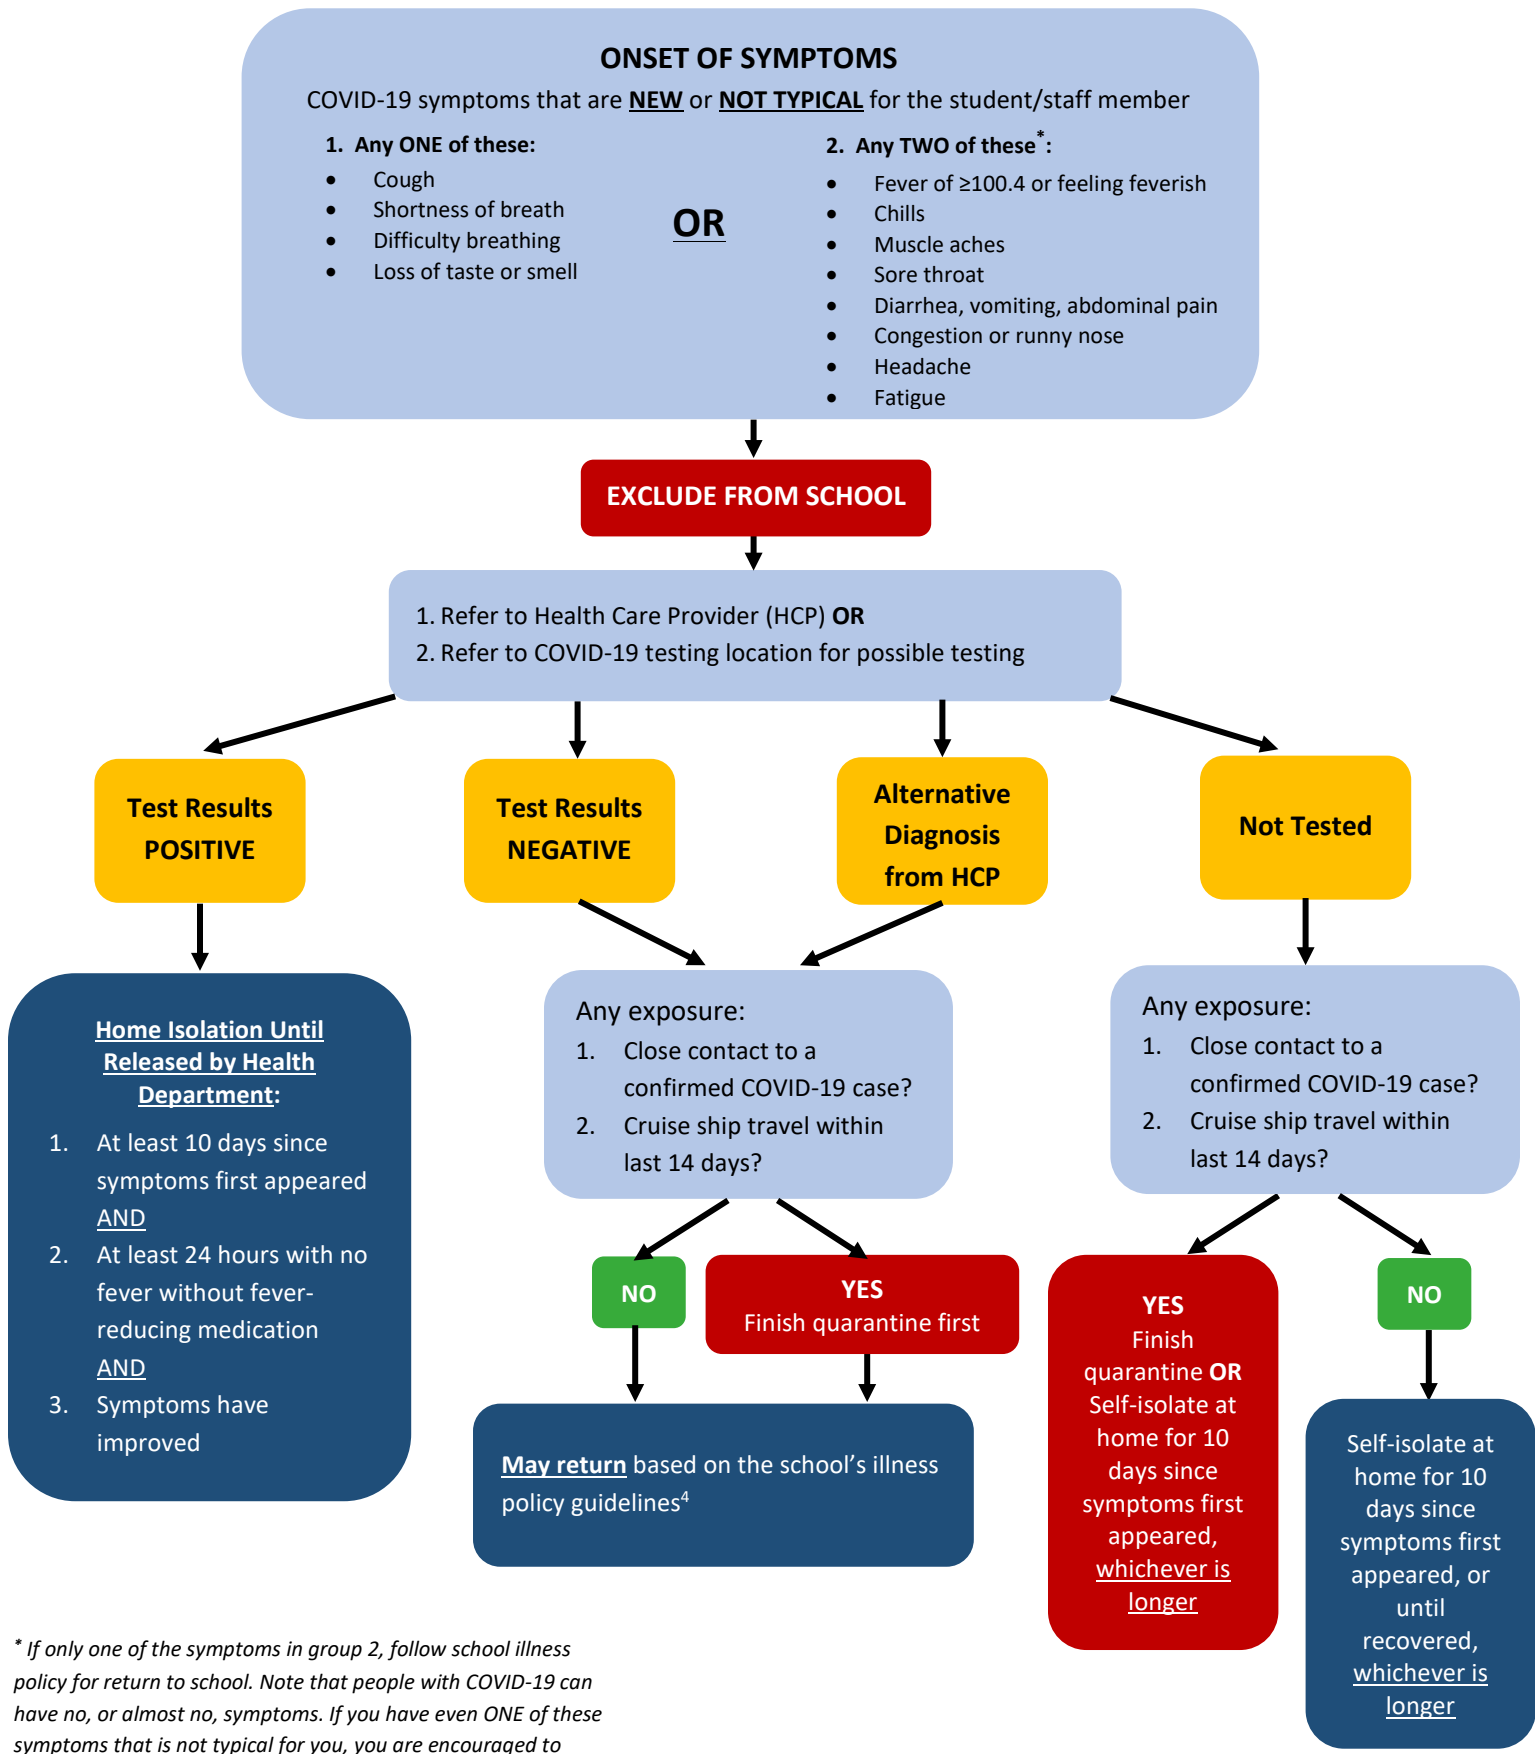 ONSET OF SYMPTOMS
COVID-19 symptoms that are NEW or NOT TYPICAL for the student/staff member
1. Any ONE of these:
• Cough
• Shortness of breath
• Difficulty breathing
• Loss of taste or smell
OR
2. Any TWO of these*:
• Fever of ≥100.4 or feeling feverish
• Chills
• Muscle aches
• Sore throat
• Diarrhea, vomiting, abdominal pain
• Congestion or runny nose
• Headache
• Fatigue
EXCLUDE FROM SCHOOL
1. Refer to Health Care Provider (HCP) OR
2. Refer to COVID-19 testing location for possible testing
Test Results
POSITIVE
Test Results
NEGATIVE
Alternative
Diagnosis
from HCP
Not Tested
Home Isolation Until
Released by Health
Department:
1. At least 10 days since
symptoms first appeared
AND
2. At least 24 hours with no
fever without fever-
reducing medication
AND
3. Symptoms have
improved
Any exposure:
1. Close contact to a
confirmed COVID-19 case?
2. Cruise ship travel within
last 14 days?
NO
YES
Finish quarantine first
May return based on the school’s illness
policy guidelines4
Any exposure:
1. Close contact to a
confirmed COVID-19 case?
2. Cruise ship travel within
last 14 days?
YES
Finish
quarantine OR
Self-isolate at
home for 10
days since
symptoms first
appeared,
whichever is
longer
NO
Self-isolate at
home for 10
days since
symptoms first
appeared, or
until
recovered,
whichever is
longer
* If only one of the symptoms in group 2, follow school illness
policy for return to school. Note that people with COVID-19 can
have no, or almost no, symptoms. If you have even ONE of these
symptoms that is not typical for you, you are encouraged to